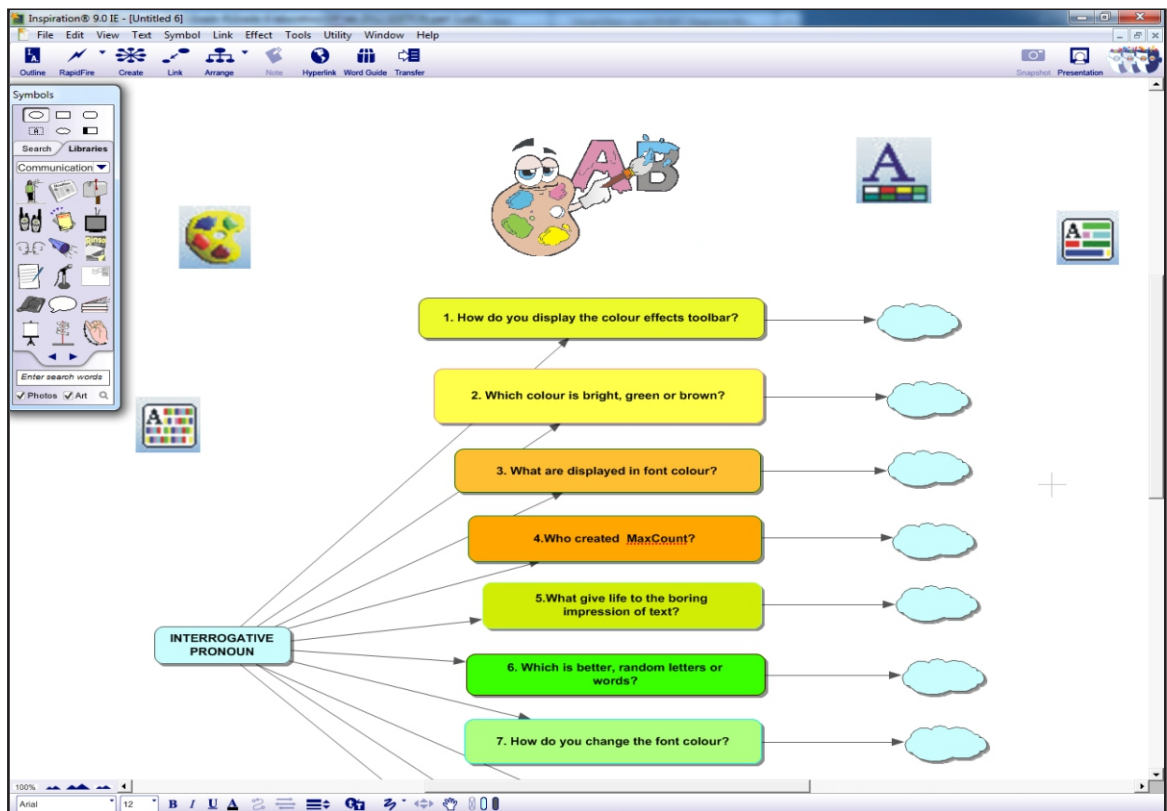 Inspiration® 9.0 IE - [Untitled 6]
File Edit View Text Symbol Link Effect Tools Utility Window Help
Outline RapidFire Create Link Arrange Note Hyperlink Word Guide Transfer Snapshot Presentation
Symbols
Search Libraries
Communication
Enter search words
Photos Art
AB
A
A
A
1. How do you display the colour effects toolbar?
2. Which colour is bright, green or brown?
3. What are displayed in font colour?
4.Who created MaxCount?
5.What give life to the boring
impression of text?
INTERROGATIVE
PRONOUN
6. Which is better, random letters or
words?
7. How do you change the font colour?
100%
Arial 12 B I U A